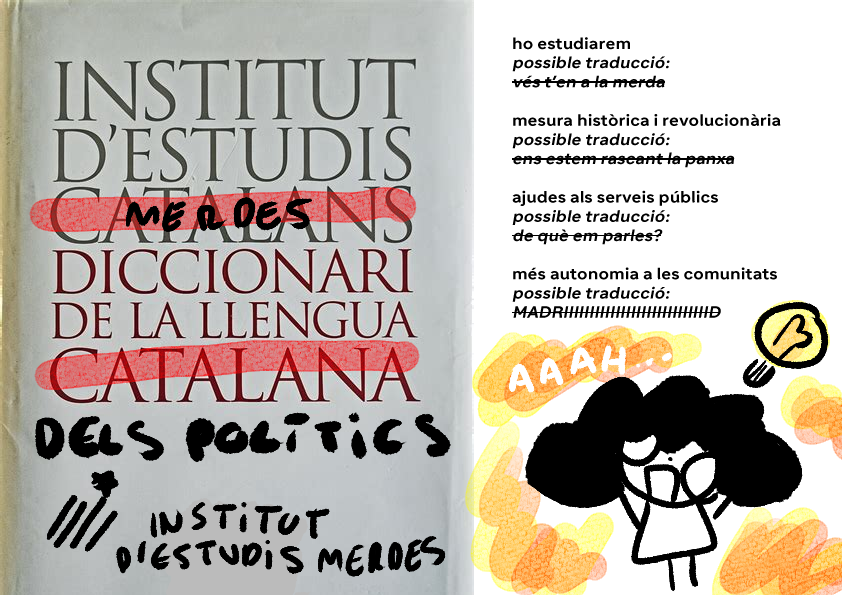 INSTITUT
D'ESTUDIS
CATALANS
MERDES
DICCIONARI
DE LA LLENGUA
CATALANA
DELS POLÍTICS
INSTITUT
D'ESTUDIS MERDES
ho estudiarem
possible traducció:
vés t'en a la merda
mesura històrica i revolucionària
possible traducció:
ens estem rascant la panxa
ajudes als serveis públics
possible traducció:
de què em parles?
més autonomia a les comunitats
possible traducció:
MADRIIIIIIIIIIIIIIIIIIIIIIIIIIIID
AAAH...